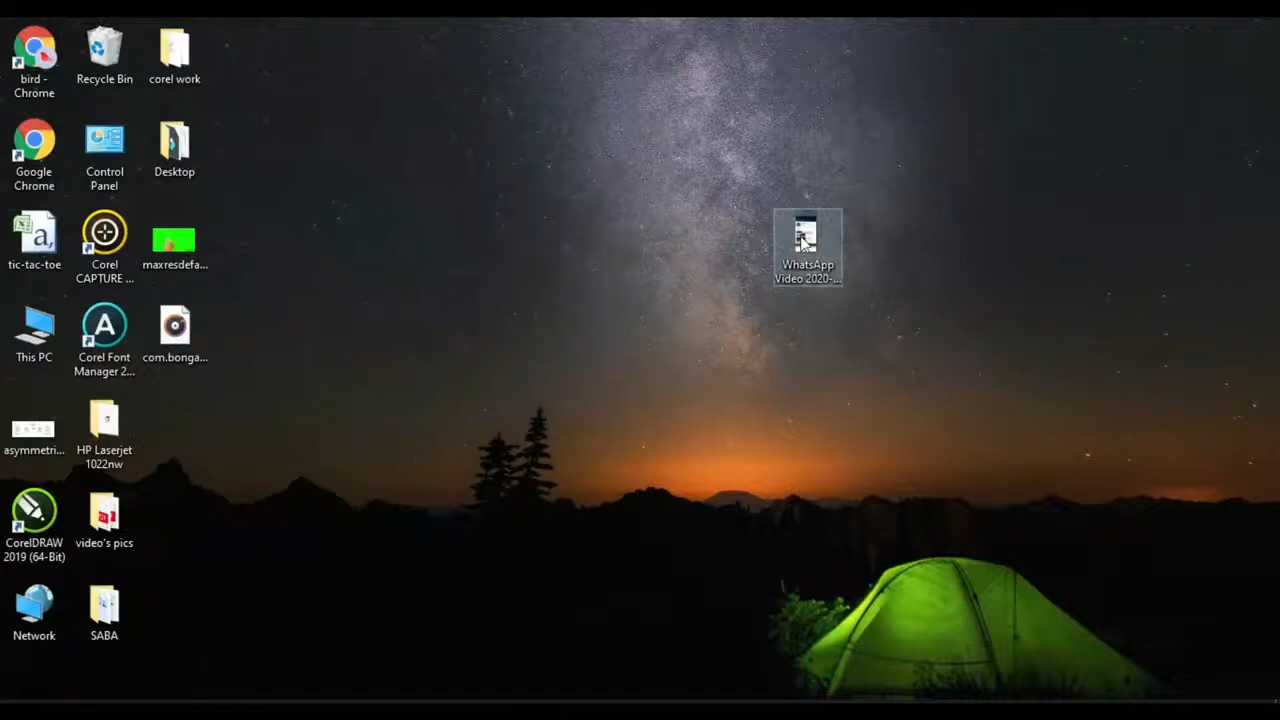 bird -
Chrome
Recycle Bin
corel work
Google
Chrome
Control
Panel
Desktop
a,
tic-tac-toe
Corel
CAPTURE ...
maxresdefa...
This PC
A
Corel Font
Manager 2...
com.bonga...
asymmetri...
HP Laserjet
1022nw
CorelDRAW
2019 (64-Bit)
video's pics
Network
SABA
WhatsApp
Video 2020-...